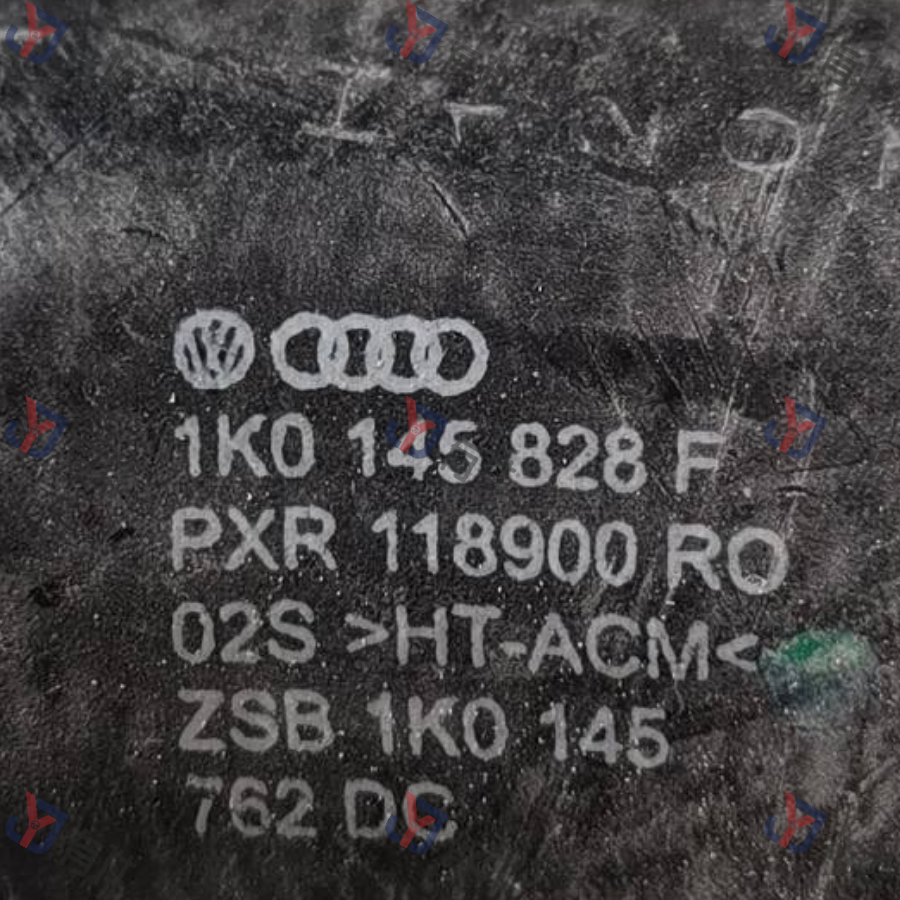 1K0 145 828 F
PXR 118900 RO
02S >HT-ACM<
ZSB 1K0 145
762 DC